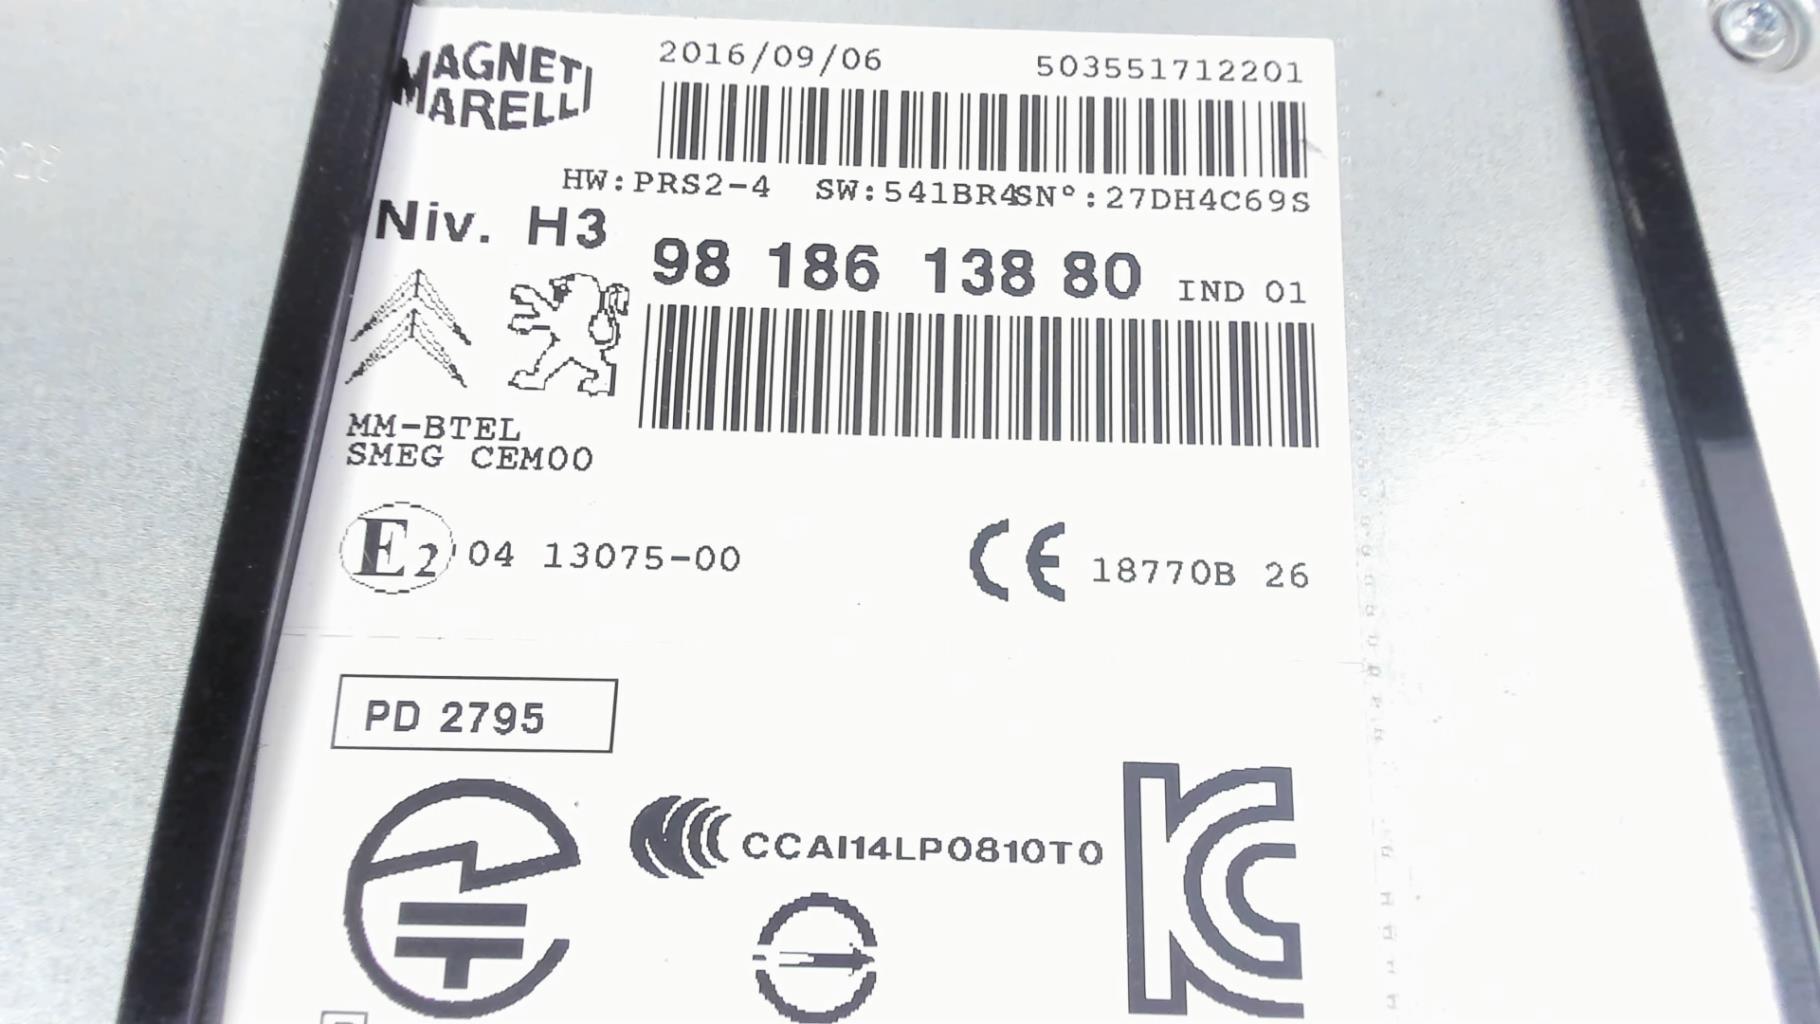 MAGNETI
MARELLI
2016/09/06 503551712201
HW:PRS2-4 SW:541BR4SN°:27DH4C69S
Niv. H3
98 186 138 80 IND 01
MM-BTEL
SMEG CEM00
E2 04 13075-00
CE 18770B 26
PD 2795
CCAI14LP0810T0